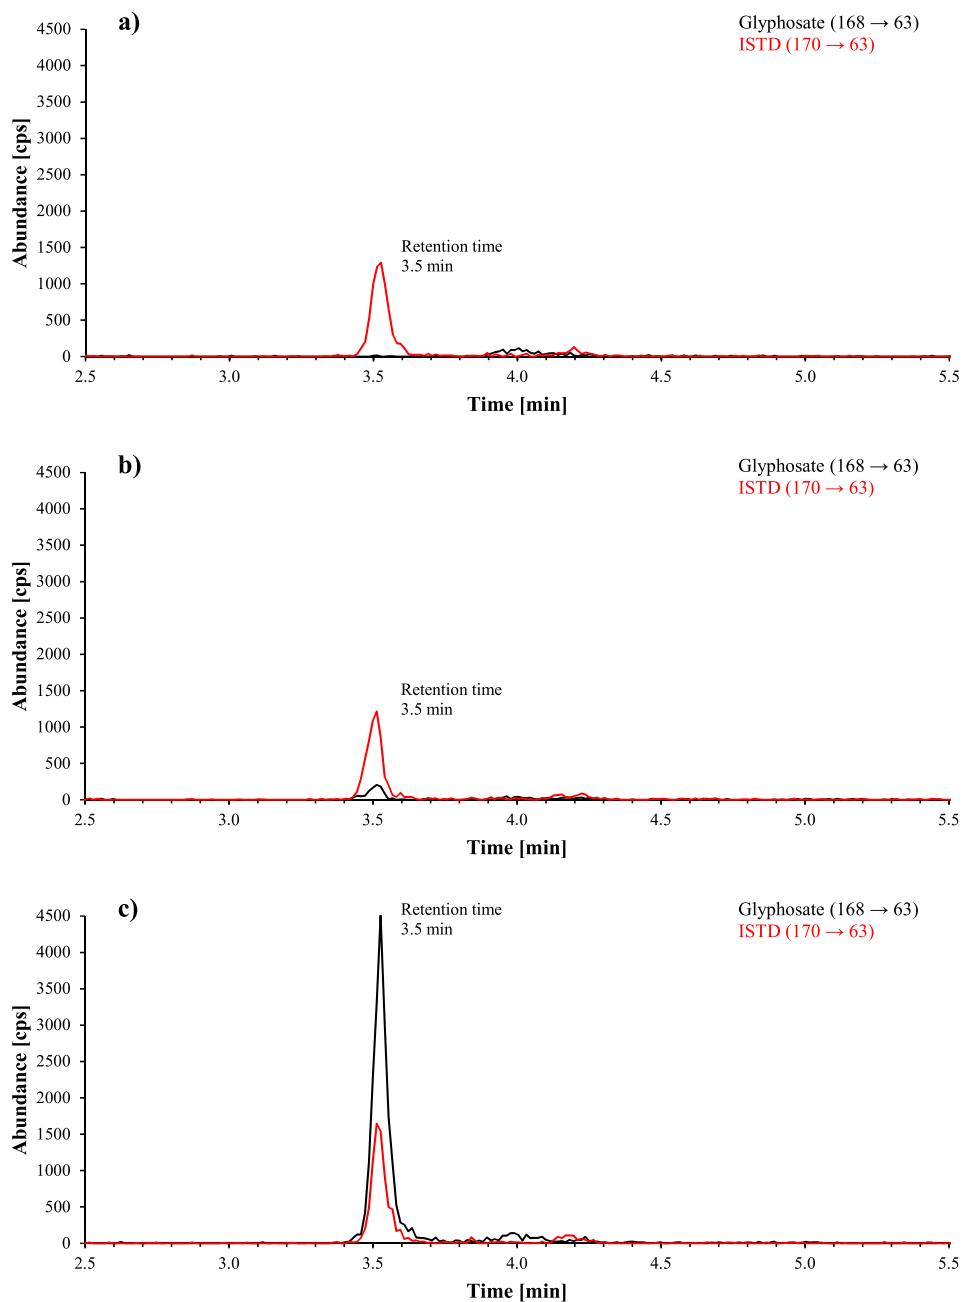 a)
Glyphosate (168 → 63)
ISTD (170 → 63)
4500
4000
3500
3000
2500
2000
1500
1000
500
0
Abundance [cps]
Retention time
3.5 min
2.5 3.0 3.5 4.0 4.5 5.0 5.5
Time [min]
b)
Glyphosate (168 → 63)
ISTD (170 → 63)
4500
4000
3500
3000
2500
2000
1500
1000
500
0
Abundance [cps]
Retention time
3.5 min
2.5 3.0 3.5 4.0 4.5 5.0 5.5
Time [min]
c)
Retention time
3.5 min
Glyphosate (168 → 63)
ISTD (170 → 63)
4500
4000
3500
3000
2500
2000
1500
1000
500
0
Abundance [cps]
2.5 3.0 3.5 4.0 4.5 5.0 5.5
Time [min]